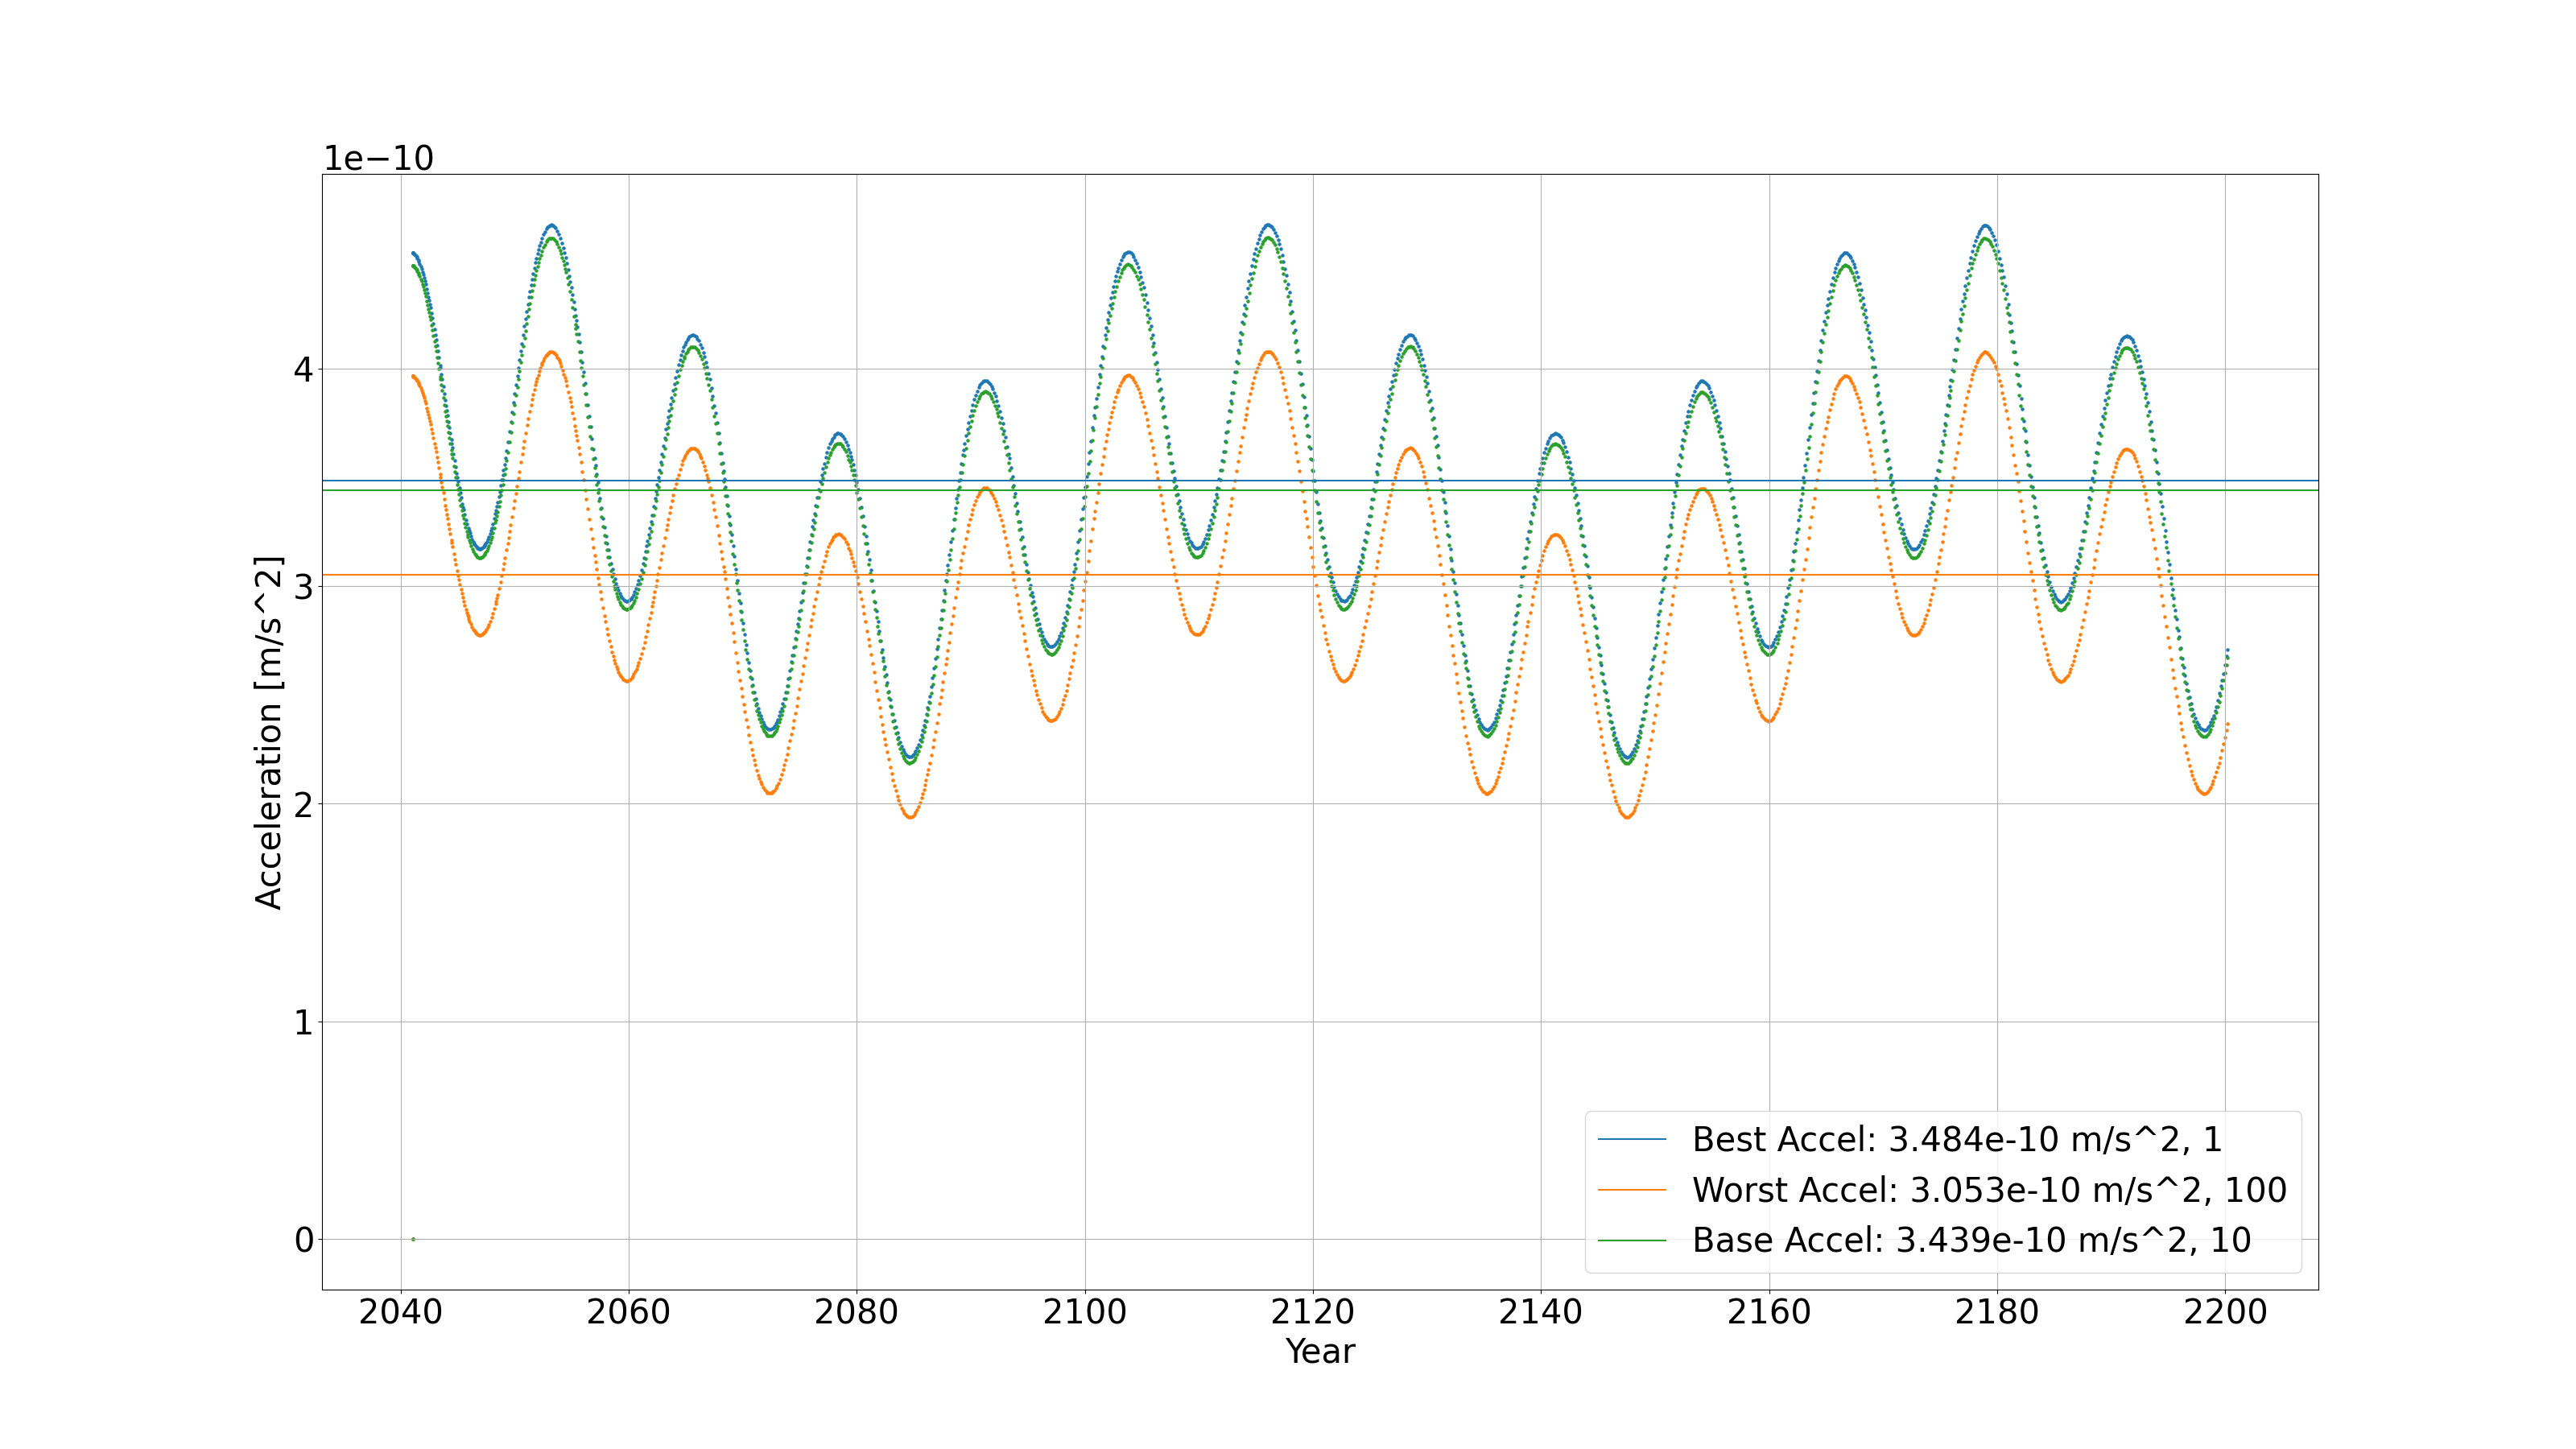 1e−10
4
3
2
1
0
Acceleration [m/s^2]
2040 2060 2080 2100 2120 2140 2160 2180 2200
Year
Best Accel: 3.484e-10 m/s^2, 1
Worst Accel: 3.053e-10 m/s^2, 100
Base Accel: 3.439e-10 m/s^2, 10